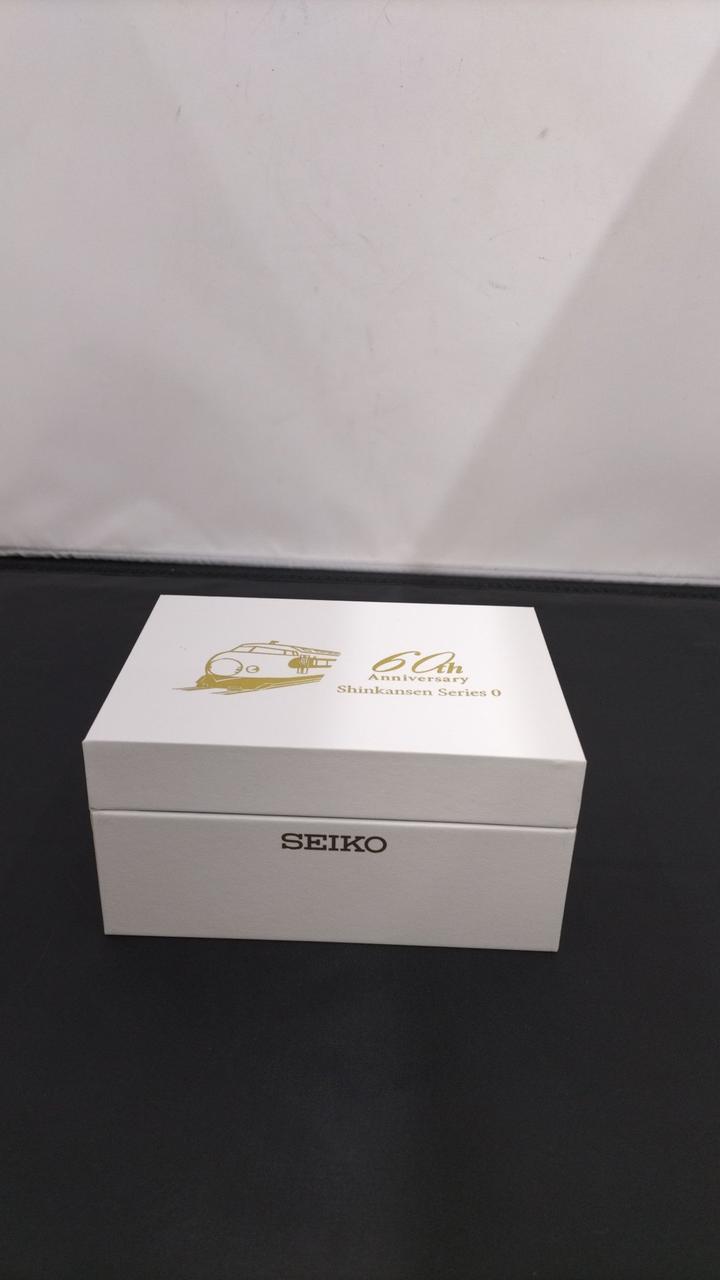 60th
Anniversary
Shinkansen Series 0
SEIKO